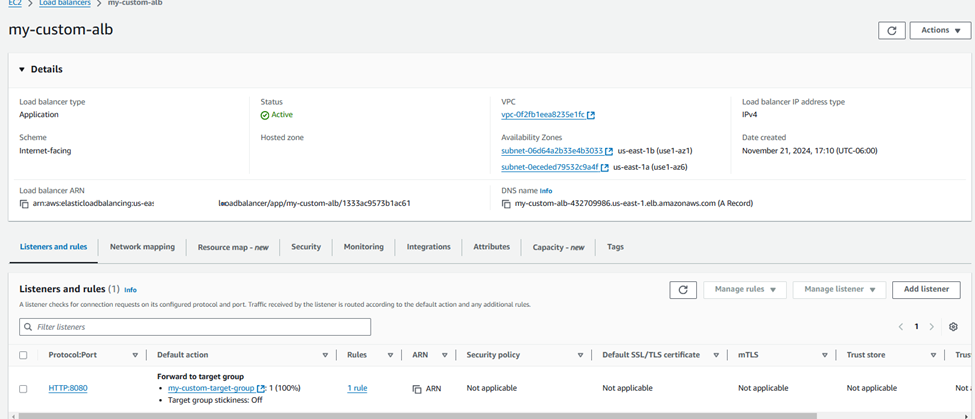 EC2 > Load balancers > my-custom-alb
my-custom-alb
Actions
Details
Load balancer type
Application
Status
Active
VPC
vpc-0f2fb1eea8235e1fc
Load balancer IP address type
IPv4
Scheme
Internet-facing
Hosted zone
Availability Zones
subnet-06d64a2b33e4b3033 us-east-1b (use1-az1)
subnet-0eceded79532c9a4f us-east-1a (use1-az6)
Date created
November 21, 2024, 17:10 (UTC-06:00)
Load balancer ARN
arn:aws:elasticloadbalancing:us-eas loadbalancer/app/my-custom-alb/1333ac9573b1ac61
DNS name Info
my-custom-alb-432709986.us-east-1.elb.amazonaws.com (A Record)
Listeners and rules Network mapping Resource map - new Security Monitoring Integrations Attributes Capacity - new Tags
Listeners and rules (1) Info
Manage rules Manage listener Add listener
A listener checks for connection requests on its configured protocol and port. Traffic received by the listener is routed according to the default action and any additional rules.
Filter listeners
1
Protocol:Port Default action Rules ARN Security policy Default SSL/TLS certificate mTLS Trust store Trus
HTTP:8080
Forward to target group
• my-custom-target-group : 1 (100%)
• Target group stickiness: Off
1 rule
ARN
Not applicable Not applicable Not applicable Not applicable Not a